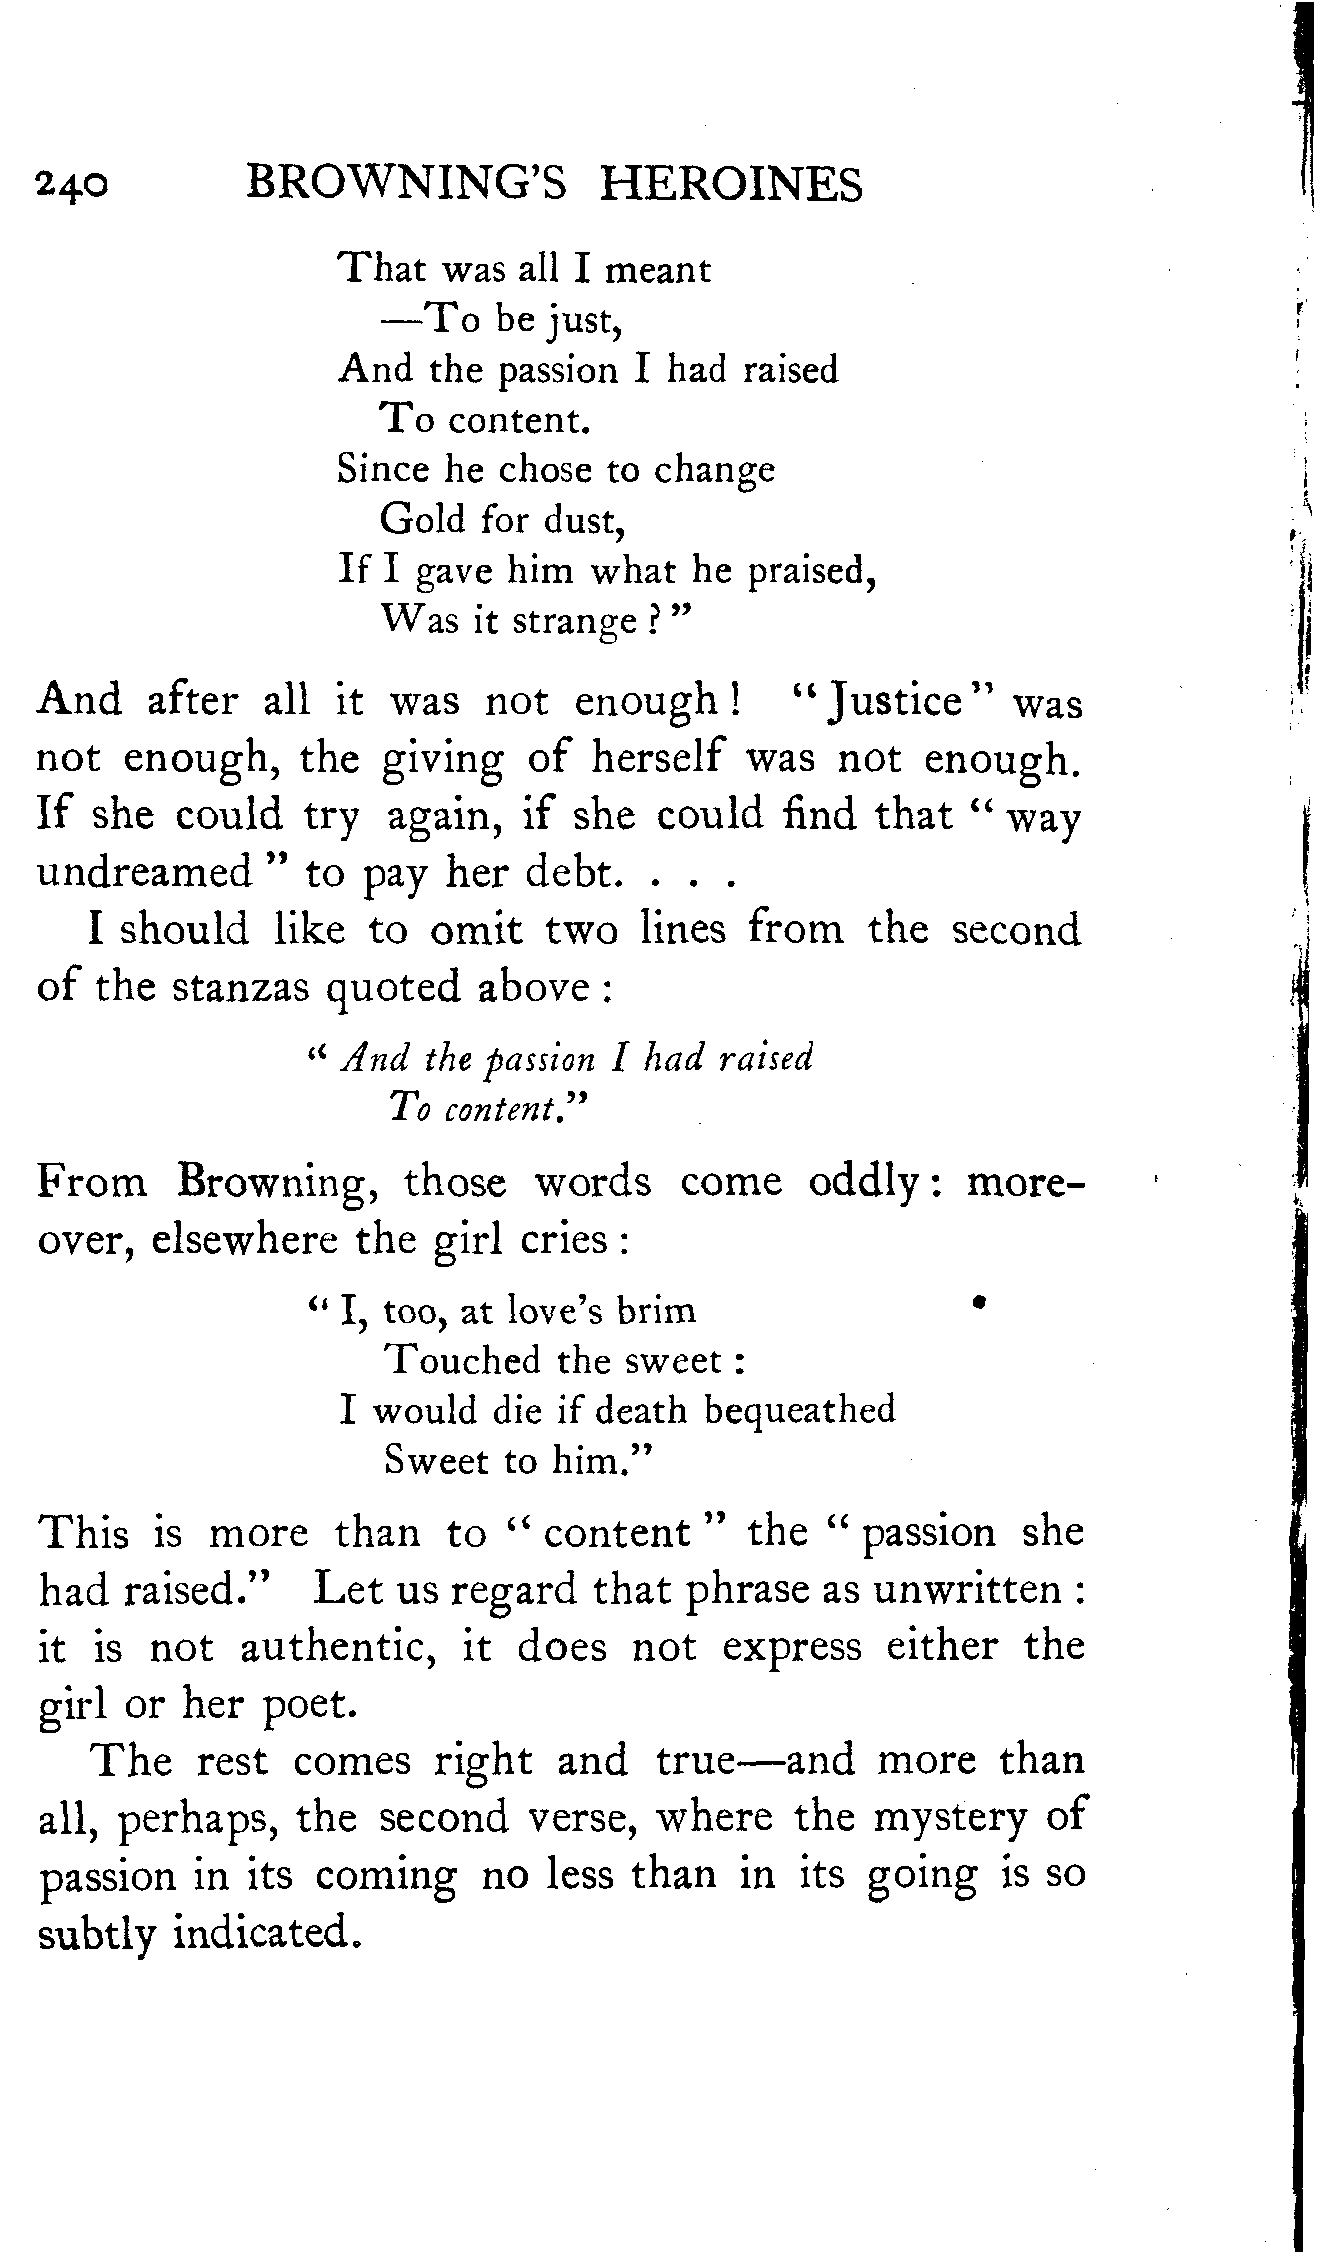 240 BROWNING'S HEROINES
That was all I meant
—To be just,
And the passion I had raised
To content.
Since he chose to change
Gold for dust,
If I gave him what he praised,
Was it strange ? "
And after all it was not enough ! " Justice " was
not enough, the giving of herself was not enough.
If she could try again, if she could find that " way
undreamed " to pay her debt. . . .
I should like to omit two lines from the second
of the stanzas quoted above :
" And the passion I had raised
To content."
From Browning, those words come oddly : more-
over, elsewhere the girl cries :
" I, too, at love's brim
Touched the sweet :
I would die if death bequeathed
Sweet to him."
This is more than to " content " the " passion she
had raised." Let us regard that phrase as unwritten :
it is not authentic, it does not express either the
girl or her poet.
The rest comes right and true—and more than
all, perhaps, the second verse, where the mystery of
passion in its coming no less than in its going is so
subtly indicated.